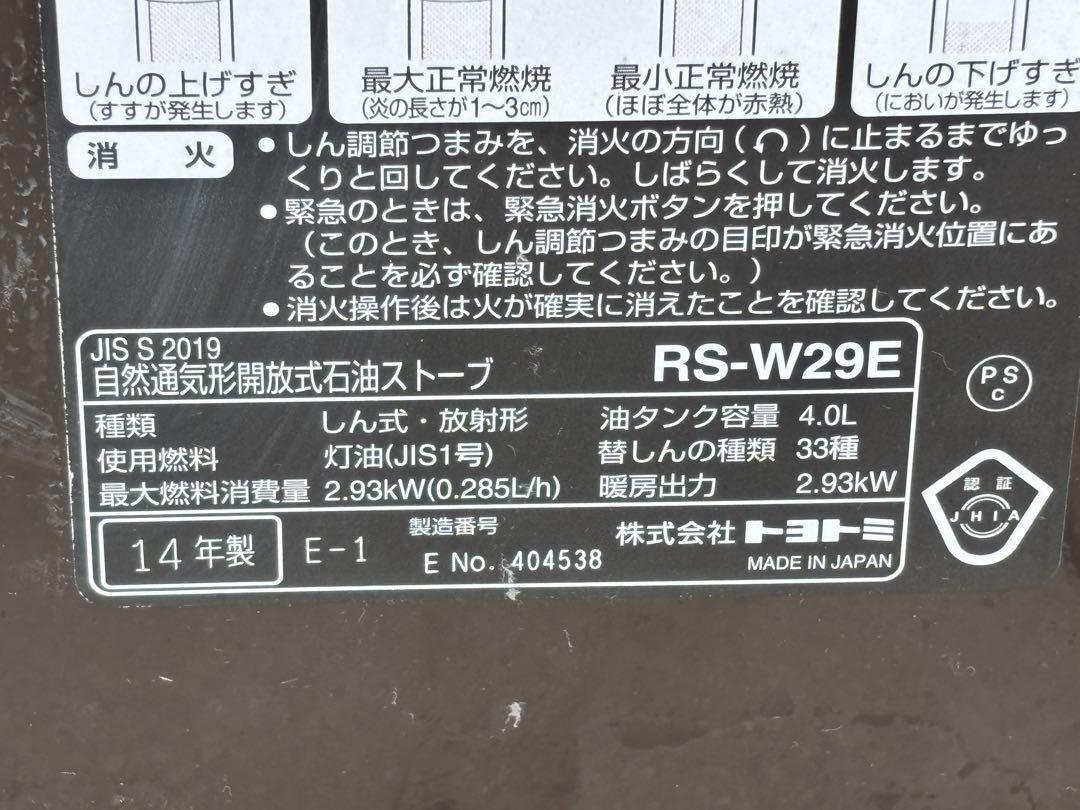 しんの上げすぎ
(すすが発生します)
最大正常燃焼
(炎の長さが1〜3cm)
最小正常燃焼
(ほぼ全体が赤熱)
しんの下げすぎ
(においが発生します)
消火
●しん調節つまみを、消火の方向()に止まるまでゆっ
くりと回してください。しばらくして消火します。
●緊急のときは、緊急消火ボタンを押してください。
(このとき、しん調節つまみの目印が緊急消火位置にあ
ることを必ず確認してください。)
●消火操作後は火が確実に消えたことを確認してください。
JIS S 2019
自然通気形開放式石油ストーブ RS-W29E
種類 しん式・放射形 油タンク容量 4.0L
使用燃料 灯油(JIS1号) 替しんの種類 33種
最大燃料消費量 2.93kW(0.285L/h) 暖房出力 2.93kW
14年製 E-1 製造番号
E No. 404538
株式会社トヨトミ
MADE IN JAPAN
PS
C
認証
JHIA